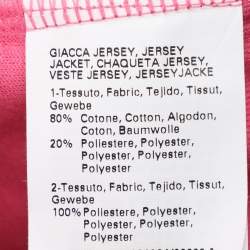 GIACCA JERSEY, JERSEY
JACKET, CHAQUETA JERSEY,
VESTE JERSEY, JERSEYJACKE
1-Tessuto, Fabric, Tejido, Tissut,
Gewebe
80% Cotone, Cotton, Algodon,
Coton, Baumwolle
20% Poliestere, Polyester,
Polyester, Polyester,
Polyester, Polyester
2-Tessuto, Fabric, Tejido, Tissut,
Gewebe
100% Poliestere, Polyester,
Polyester, Polyester,
Polyester, Polyester